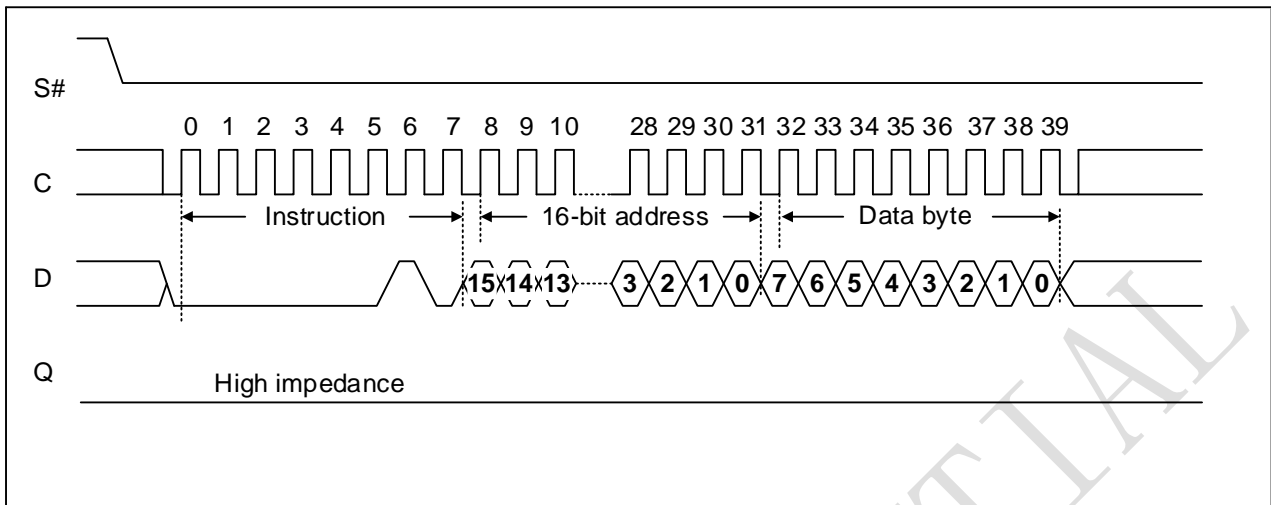 S#
0 1 2 3 4 5 6 7 8 9 10 28 29 30 31 32 33 34 35 36 37 38 39
C
Instruction 16-bit address Data byte
D
15 14 13 3 2 1 0 7 6 5 4 3 2 1 0
Q
High impedance
TIAL